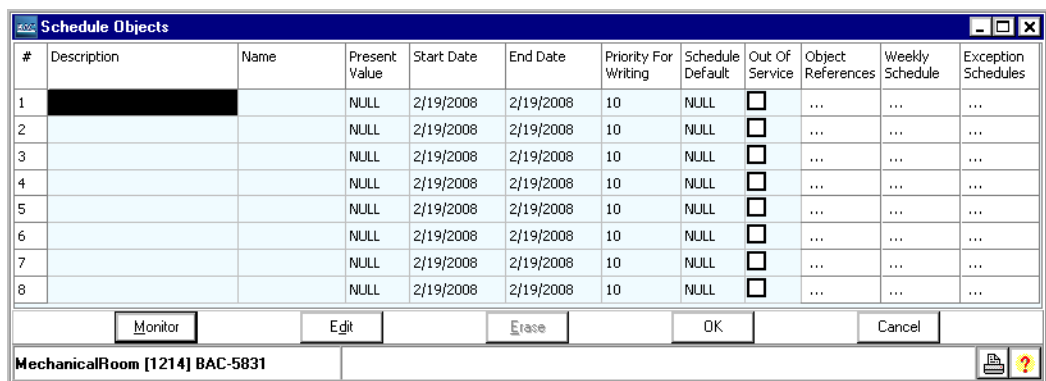 Schedule Objects
# Description Name Present Value Start Date End Date Priority For Writing Schedule Default Out Of Service Object References Weekly Schedule Exception Schedules
1 NULL 2/19/2008 2/19/2008 10 NULL ... ... ...
2 NULL 2/19/2008 2/19/2008 10 NULL ... ... ...
3 NULL 2/19/2008 2/19/2008 10 NULL ... ... ...
4 NULL 2/19/2008 2/19/2008 10 NULL ... ... ...
5 NULL 2/19/2008 2/19/2008 10 NULL ... ... ...
6 NULL 2/19/2008 2/19/2008 10 NULL ... ... ...
7 NULL 2/19/2008 2/19/2008 10 NULL ... ... ...
8 NULL 2/19/2008 2/19/2008 10 NULL ... ... ...
Monitor Edit Erase OK Cancel
MechanicalRoom [1214] BAC-5831 ?